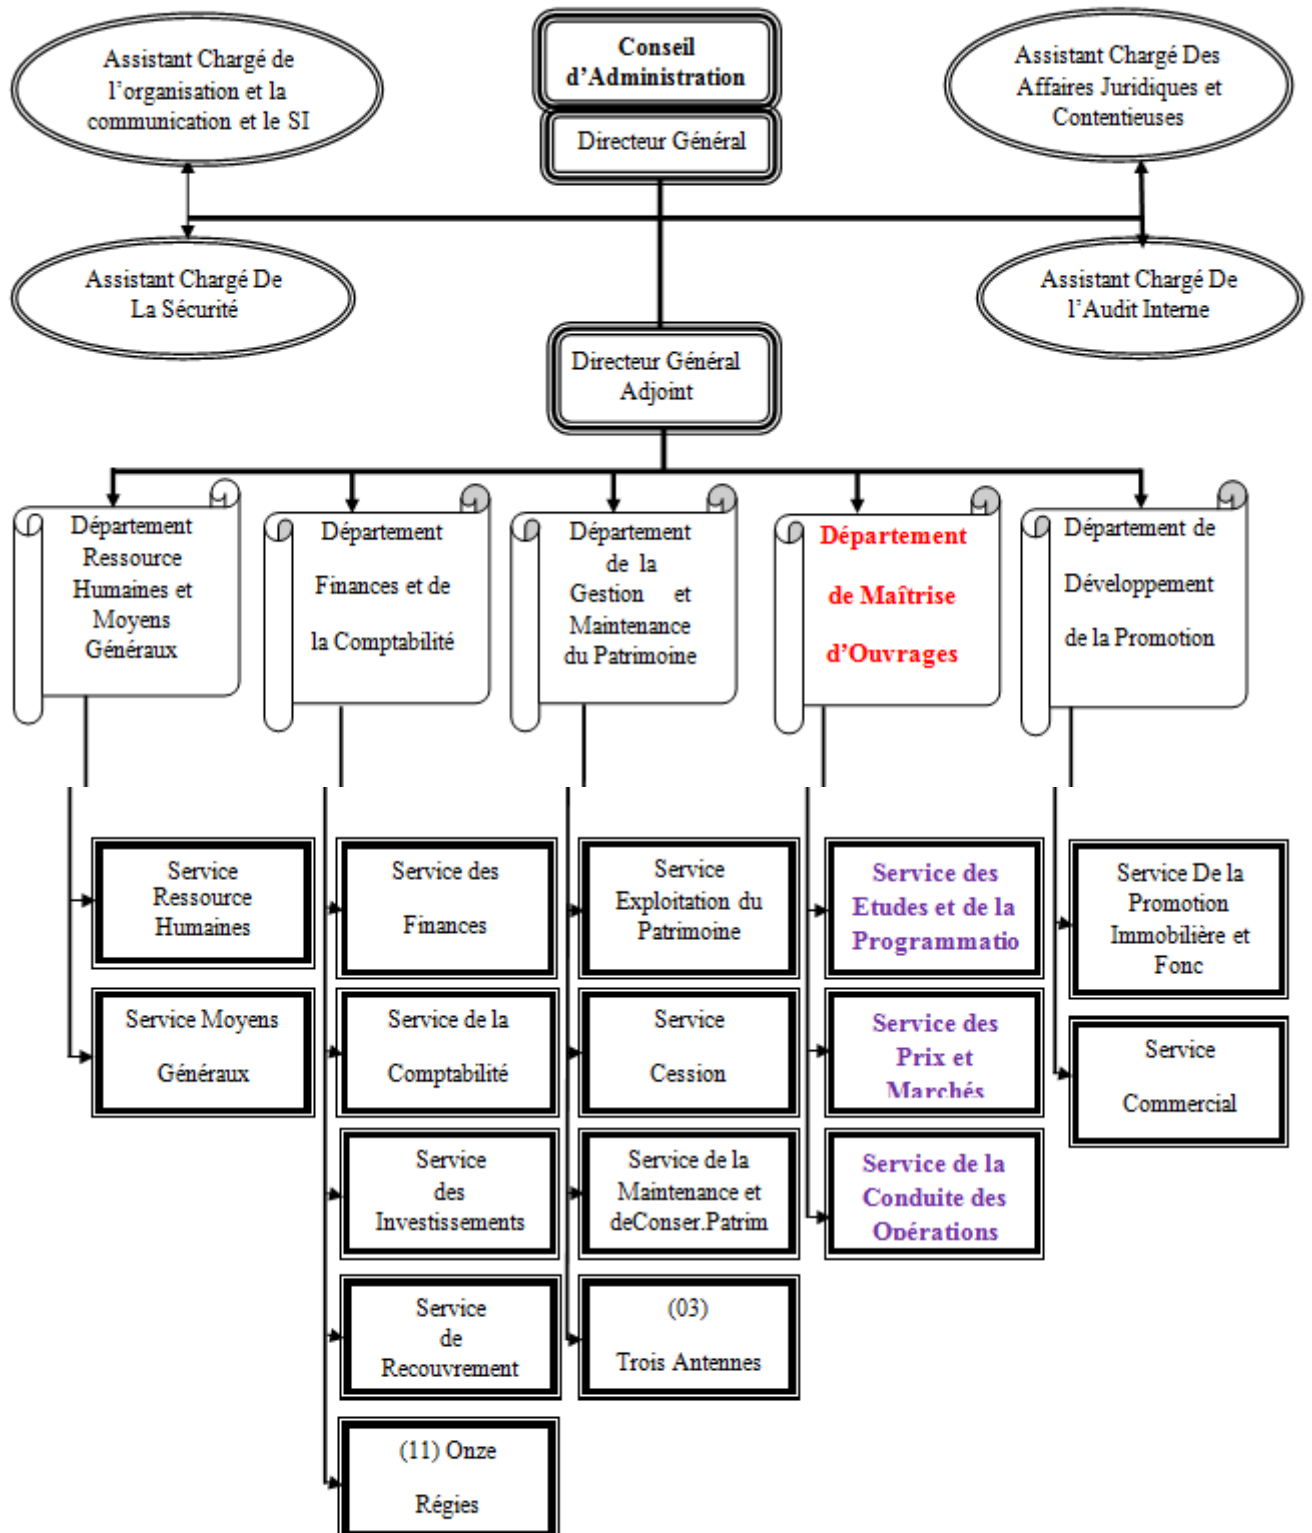 Assistant Chargé de
l'organisation et la
communication et le SI
Conseil
d'Administration
Directeur Général
Assistant Chargé Des
Affaires Juridiques et
Contentieuses
Assistant Chargé De
La Sécurité
Assistant Chargé De
l'Audit Interne
Directeur Général
Adjoint
Département
Ressource
Humaines et
Moyens
Généraux
Département
Finances et de
la Comptabilité
Département
de la
Gestion et
Maintenance
du Patrimoine
Département
de Maîtrise
d'Ouvrages
Département de
Développement
de la Promotion
Service
Ressource
Humaines
Service Moyens
Généraux
Service des
Finances
Service de la
Comptabilité
Service
des
Investissements
Service
de
Recouvrement
(11) Onze
Régies
Service
Exploitation du
Patrimoine
Service
Cession
Service de la
Maintenance et
deConser.Patrim
(03)
Trois Antennes
Service des
Etudes et de la
Programmatio
Service des
Prix et
Marchés
Service de la
Conduite des
Opérations
Service De la
Promotion
Immobilière et
Fonc
Service
Commercial